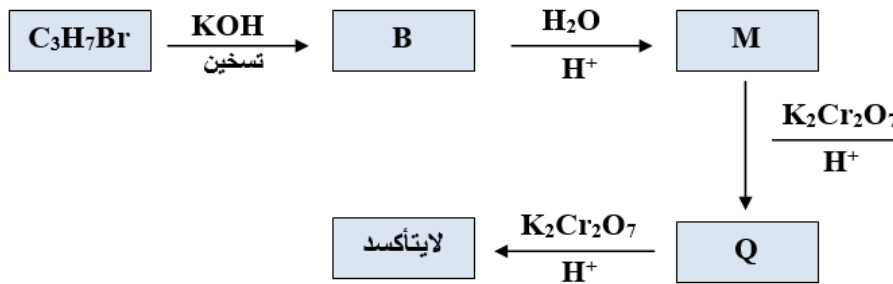 C₃H₇Br
KOH
تسخين
B
H₂O
H⁺
M
K₂Cr₂O₇
H⁺
Q
K₂Cr₂O₇
H⁺
لايتأكسد